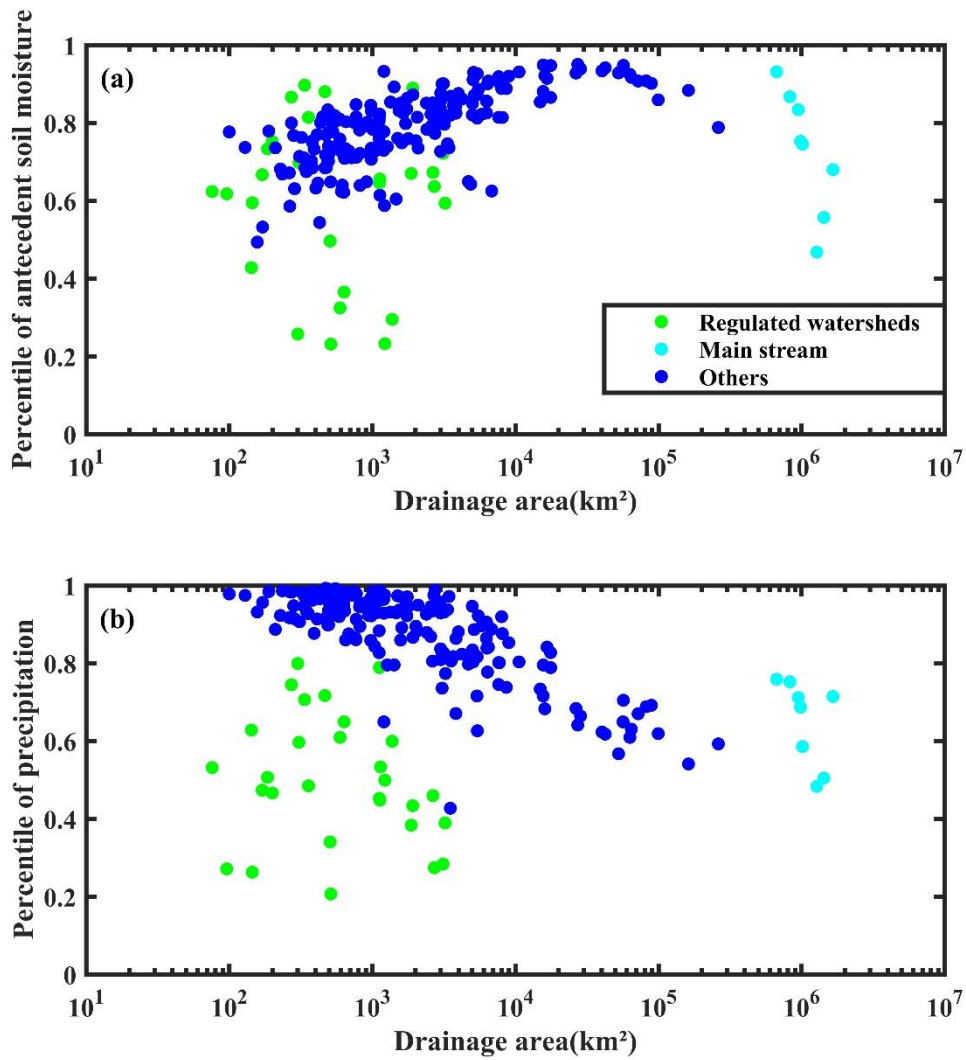 Percentile of antecedent soil moisture
(a)
1
0.8
0.6
0.4
0.2
0
Regulated watersheds
Main stream
Others
10¹ 10² 10³ 10⁴ 10⁵ 10⁶ 10⁷
Drainage area(km²)
Percentile of precipitation
(b)
1
0.8
0.6
0.4
0.2
0
10¹ 10² 10³ 10⁴ 10⁵ 10⁶ 10⁷
Drainage area(km²)